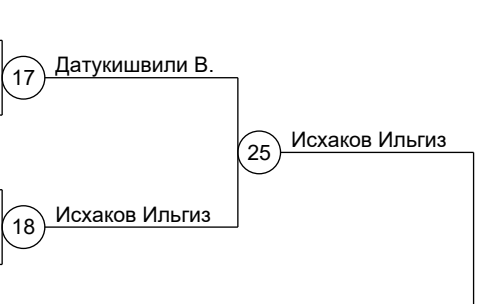 17 Датукишвили В.
25 Исхаков Ильгиз
18 Исхаков Ильгиз